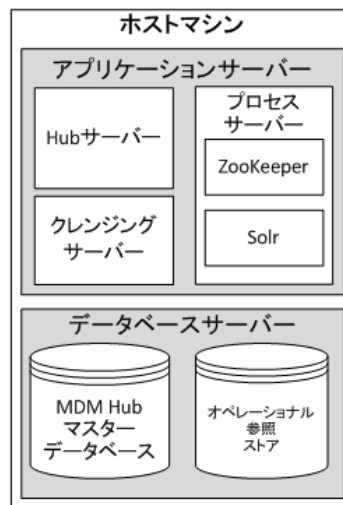 ホストマシン
アプリケーションサーバー
Hubサーバー
クレンジング
サーバー
プロセス
サーバー
ZooKeeper
Solr
データベースサーバー
MDM Hub
マスター
データベース
オペレーショナル
参照
ストア